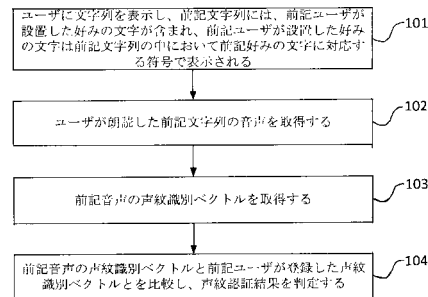 ユーザに文字列を表示し、前記文字列には、前記ユーザが
設置した好みの文字が含まれ、前記ユーザが設置した好み
の文字は前記文字列の中において前記好みの文字に対応す
る符号で表示される
101
ユーザが朗読した前記文字列の音声を取得する
102
前記音声の声紋識別ベクトルを取得する
103
前記音声の声紋識別ベクトルと前記ユーザが登録した声紋
識別ベクトルとを比較し、声紋認証結果を判定する
104